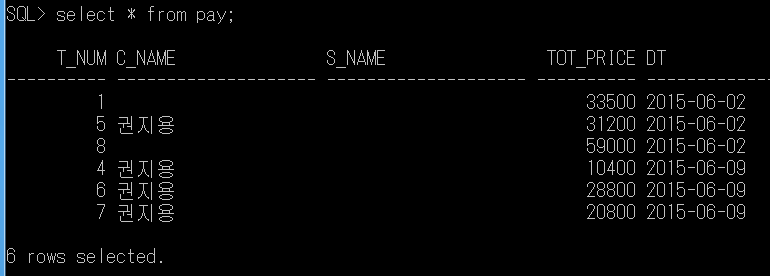 SQL> select * from pay;
T_NUM C_NAME S_NAME TOT_PRICE DT
---------- -------------------- -------------------- ---------- ------------
1 33500 2015-06-02
5 권지용 31200 2015-06-02
8 59000 2015-06-02
4 권지용 10400 2015-06-09
6 권지용 28800 2015-06-09
7 권지용 20800 2015-06-09
6 rows selected.